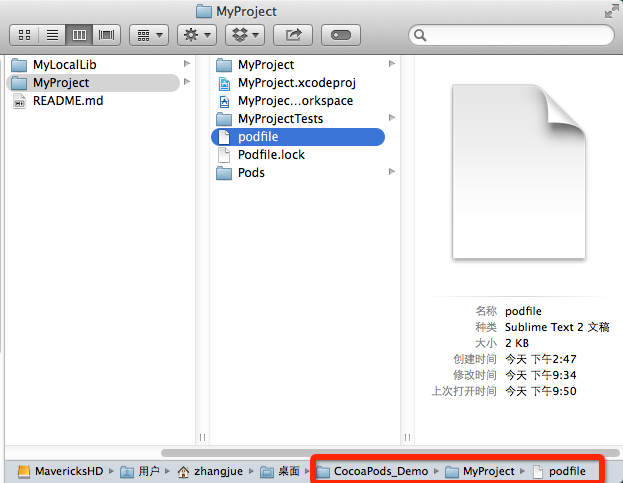 MyProject
MyLocalLib
MyProject
README.md
MyProject
MyProject.xcodeproj
MyProjec...orkspace
MyProjectTests
podfile
Podfile.lock
Pods
名称 podfile
种类 Sublime Text 2 文稿
大小 2 KB
创建时间 今天 下午2:47
修改时间 今天 下午9:34
上次打开时间 今天 下午9:50
MavericksHD 用户 zhangjue 桌面 CocoaPods_Demo MyProject podfile